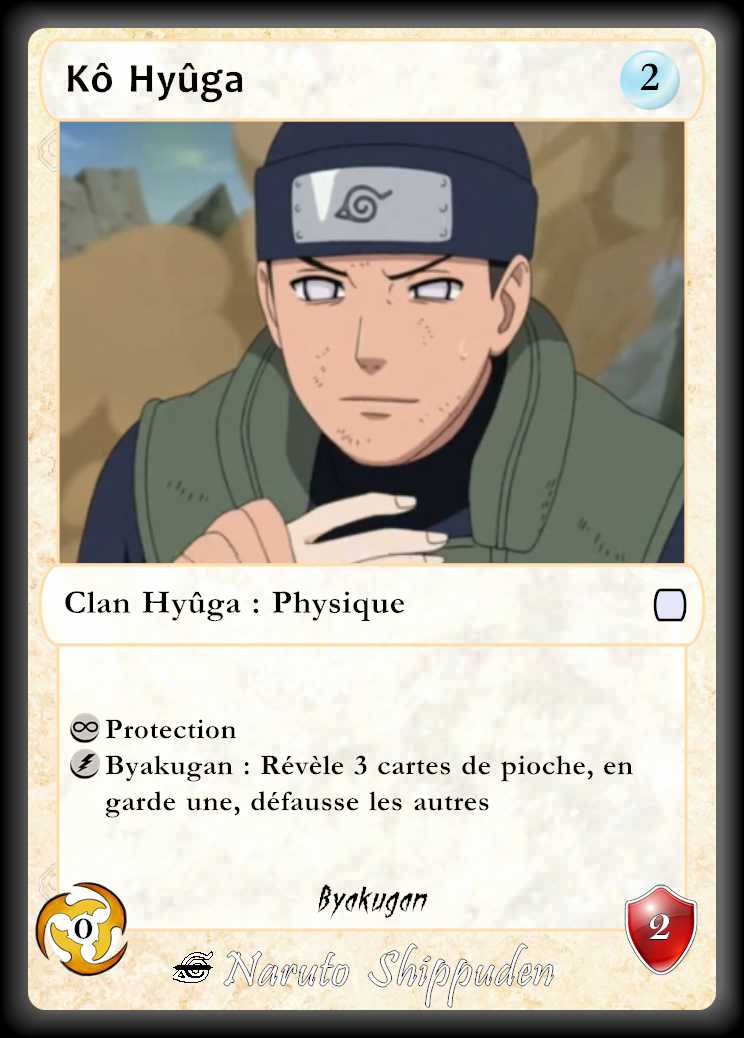 Kô Hyûga
2
Clan Hyûga : Physique
Protection
Byakugan : Révèle 3 cartes de pioche, en
garde une, défausse les autres
Byakugan
0
2
Naruto Shippuden